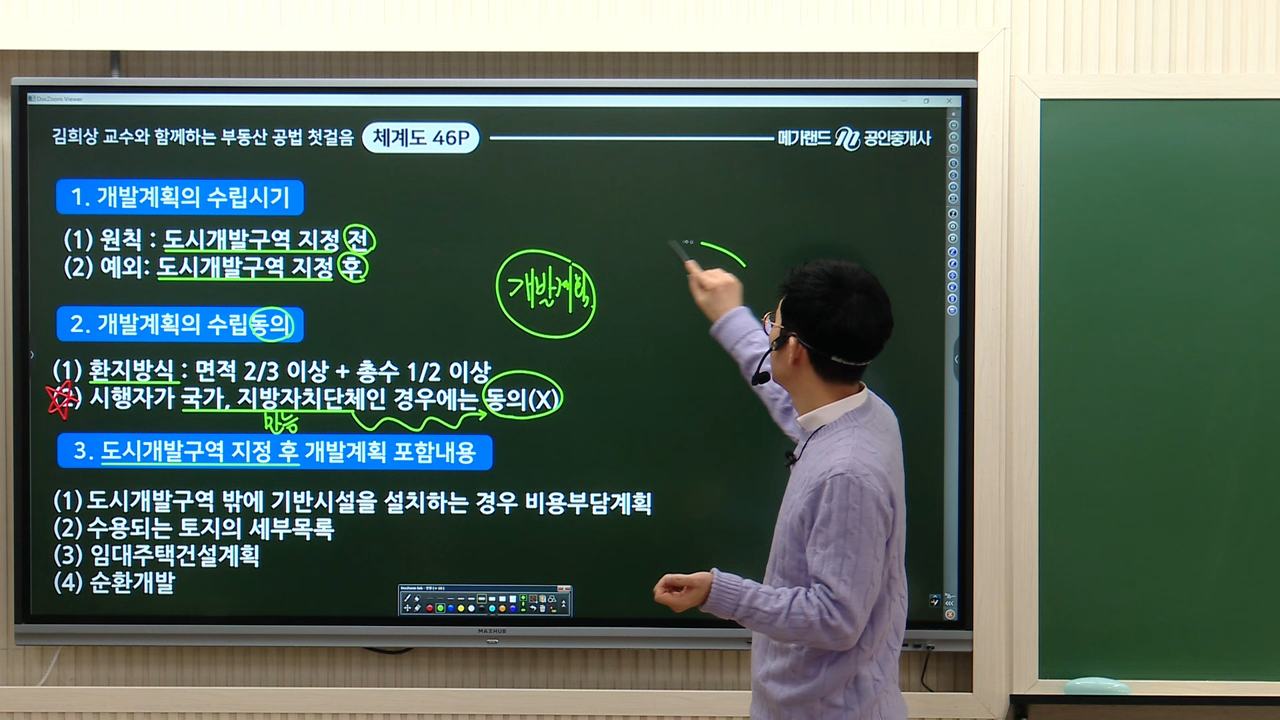 DocZoom Viewer
김희상 교수와 함께하는 부동산 공법 첫걸음 체계도 46P 메가랜드 공인중개사
1. 개발계획의 수립시기
(1) 원칙 : 도시개발구역 지정 전
(2) 예외: 도시개발구역 지정 후
개발계획
2. 개발계획의 수립동의
(1) 환지방식 : 면적 2/3 이상 + 총수 1/2 이상
(2) 시행자가 국가, 지방자치단체인 경우에는 동의(X)
3. 도시개발구역 지정 후 개발계획 포함내용
(1) 도시개발구역 밖에 기반시설을 설치하는 경우 비용부담계획
(2) 수용되는 토지의 세부목록
(3) 임대주택건설계획
(4) 순환개발
MAXHUB